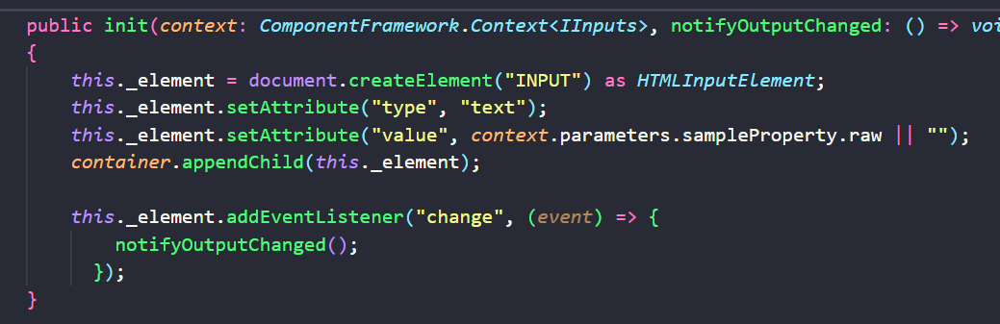 public init(context: ComponentFramework.Context<IInputs>, notifyOutputChanged: () => voi
{
this._element = document.createElement("INPUT") as HTMLInputElement;
this._element.setAttribute("type", "text");
this._element.setAttribute("value", context.parameters.sampleProperty.raw || "");
container.appendChild(this._element);
this._element.addEventListener("change", (event) => {
notifyOutputChanged();
});
}